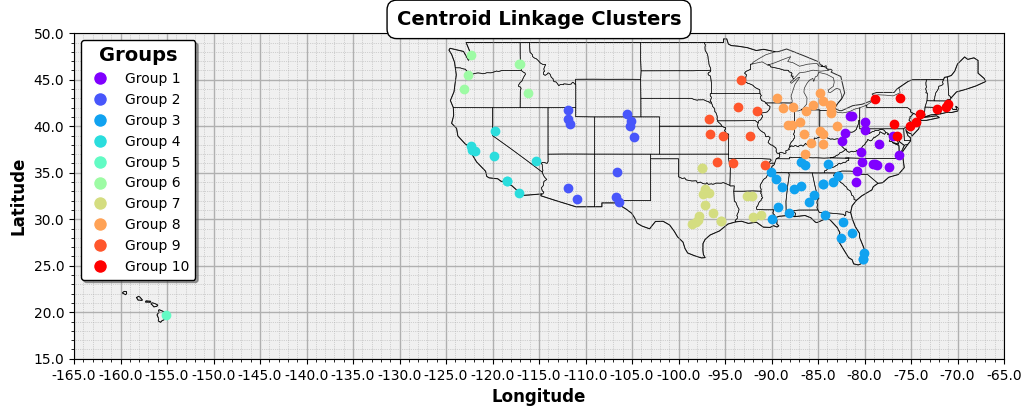 Centroid Linkage Clusters
Groups
Group 1
Group 2
Group 3
Group 4
Group 5
Group 6
Group 7
Group 8
Group 9
Group 10
Latitude
50.0
45.0
40.0
35.0
30.0
25.0
20.0
15.0
-165.0 -160.0 -155.0 -150.0 -145.0 -140.0 -135.0 -130.0 -125.0 -120.0 -115.0 -110.0 -105.0 -100.0 -95.0 -90.0 -85.0 -80.0 -75.0 -70.0 -65.0
Longitude